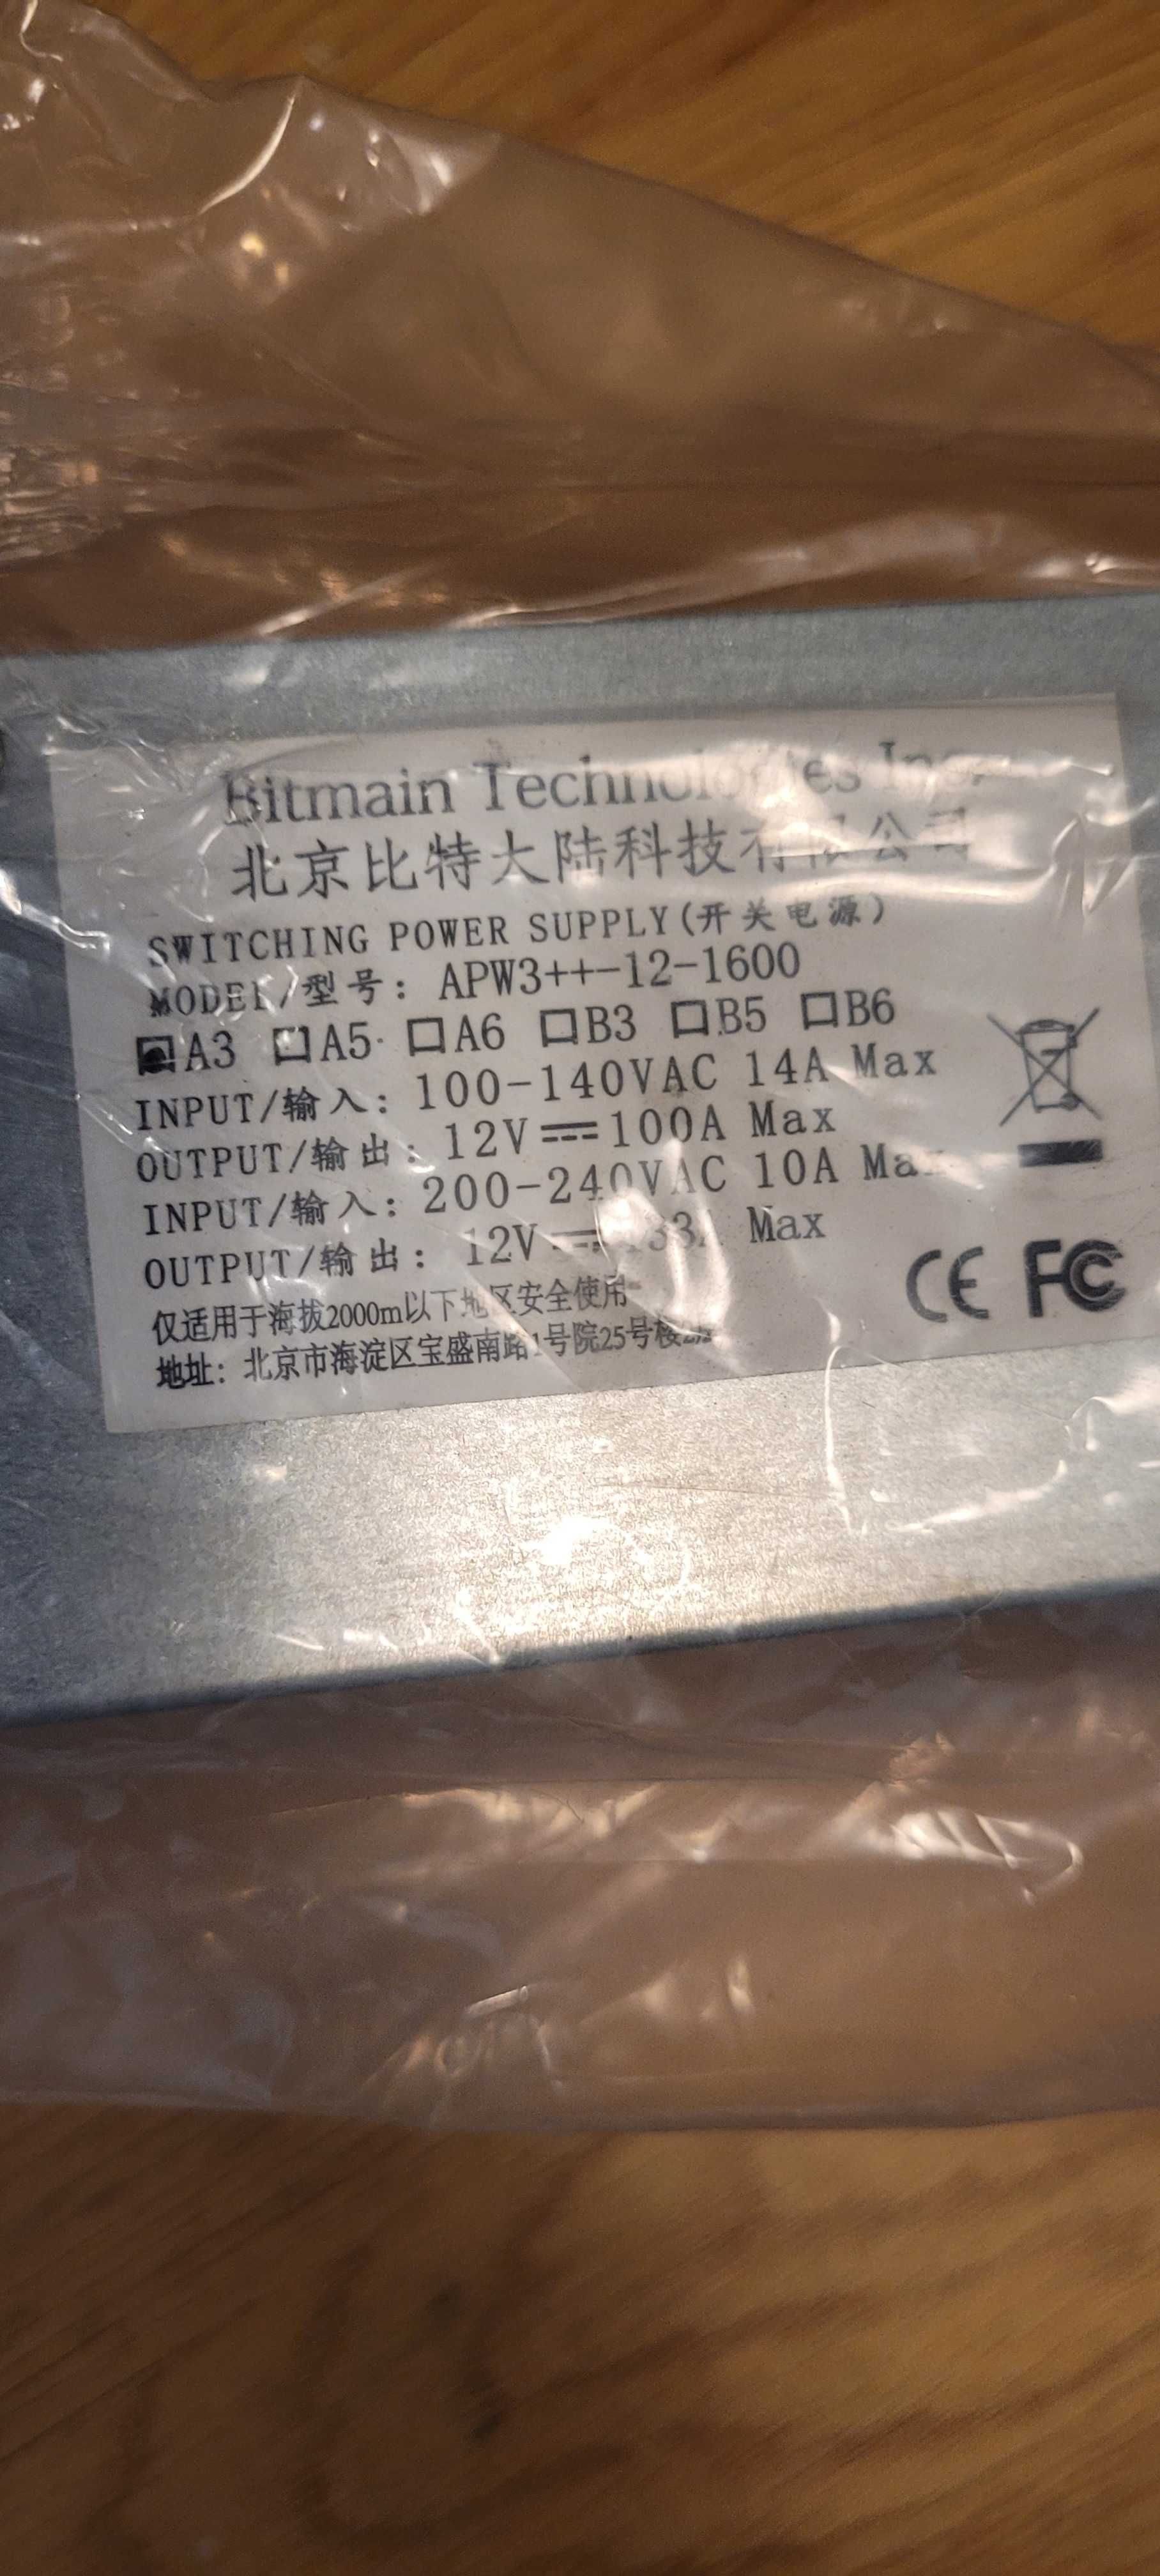 Bitmain Technologies Inc.
北京比特大陆科技有限公司
SWITCHING POWER SUPPLY(开关电源)
MODEL/型号: APW3++-12-1600
A3 □A5 □A6 □B3 □B5 □B6
INPUT/输入: 100-140VAC 14A Max
OUTPUT/输出: 12V⎓100A Max
INPUT/输入: 200-240VAC 10A Max
OUTPUT/输出: 12V⎓ Max
仅适用于海拔2000m以下地区安全使用
地址: 北京市海淀区宝盛南路1号院25号楼
CE FC